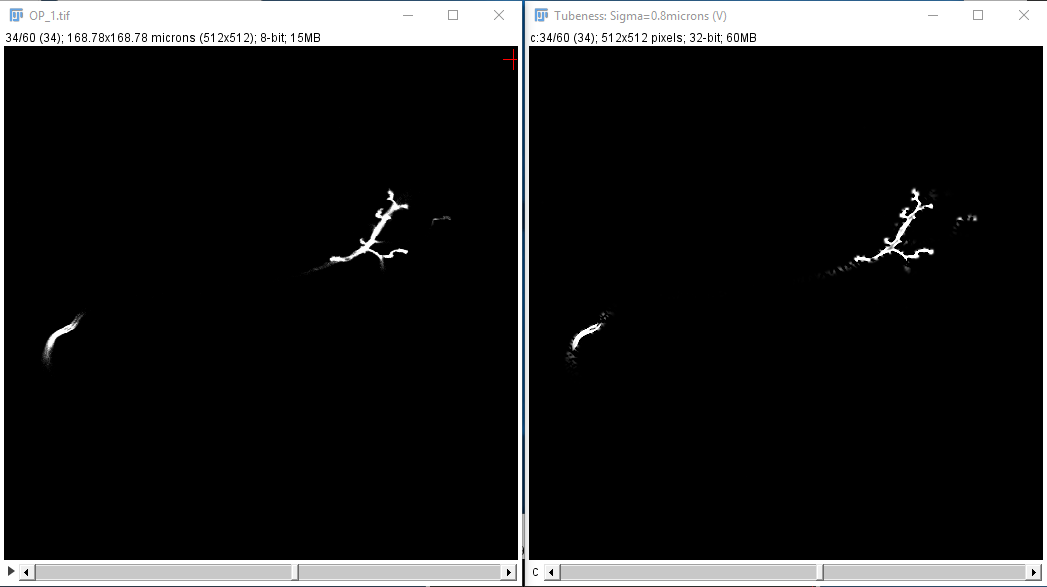 OP_1.tif
34/60 (34); 168.78x168.78 microns (512x512); 8-bit; 15MB
Tubeness: Sigma=0.8microns (V)
c:34/60 (34); 512x512 pixels; 32-bit; 60MB
c